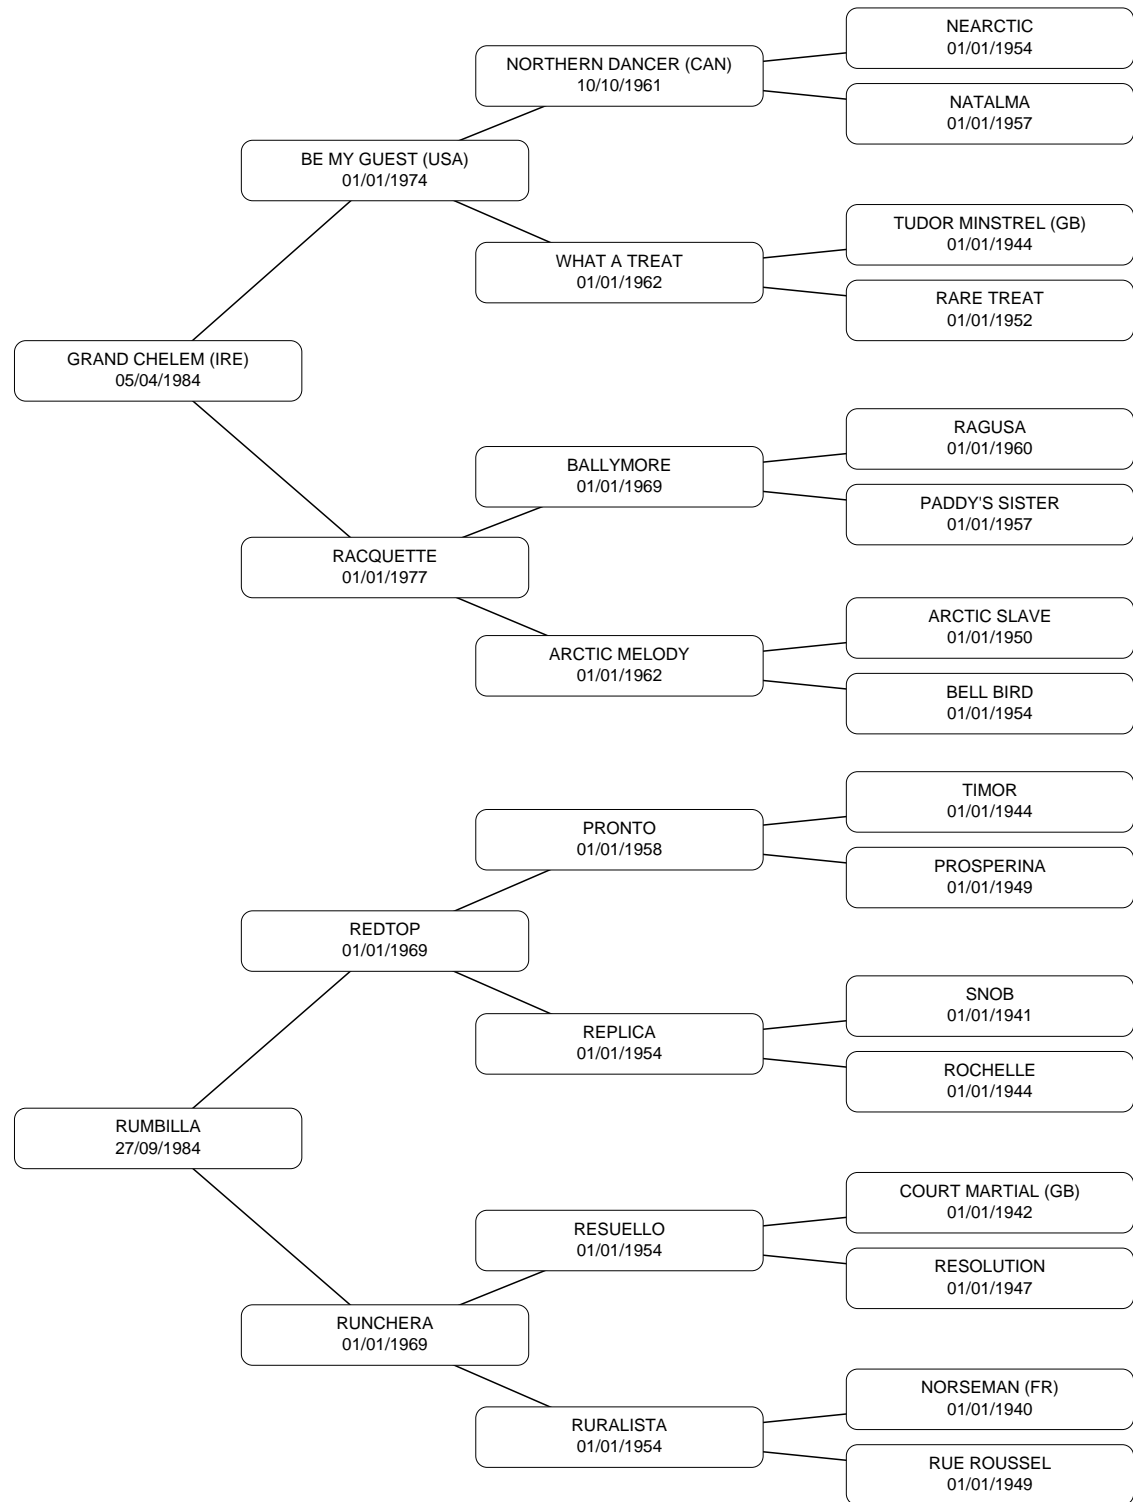 NEARCTIC
01/01/1954
NORTHERN DANCER (CAN)
10/10/1961
NATALMA
01/01/1957
BE MY GUEST (USA)
01/01/1974
TUDOR MINSTREL (GB)
01/01/1944
WHAT A TREAT
01/01/1962
RARE TREAT
01/01/1952
GRAND CHELEM (IRE)
05/04/1984
RAGUSA
01/01/1960
BALLYMORE
01/01/1969
PADDY'S SISTER
01/01/1957
RACQUETTE
01/01/1977
ARCTIC SLAVE
01/01/1950
ARCTIC MELODY
01/01/1962
BELL BIRD
01/01/1954
TIMOR
01/01/1944
PRONTO
01/01/1958
PROSPERINA
01/01/1949
REDTOP
01/01/1969
SNOB
01/01/1941
REPLICA
01/01/1954
ROCHELLE
01/01/1944
RUMBILLA
27/09/1984
COURT MARTIAL (GB)
01/01/1942
RESUELLO
01/01/1954
RESOLUTION
01/01/1947
RUNCHERA
01/01/1969
NORSEMAN (FR)
01/01/1940
RURALISTA
01/01/1954
RUE ROUSSEL
01/01/1949